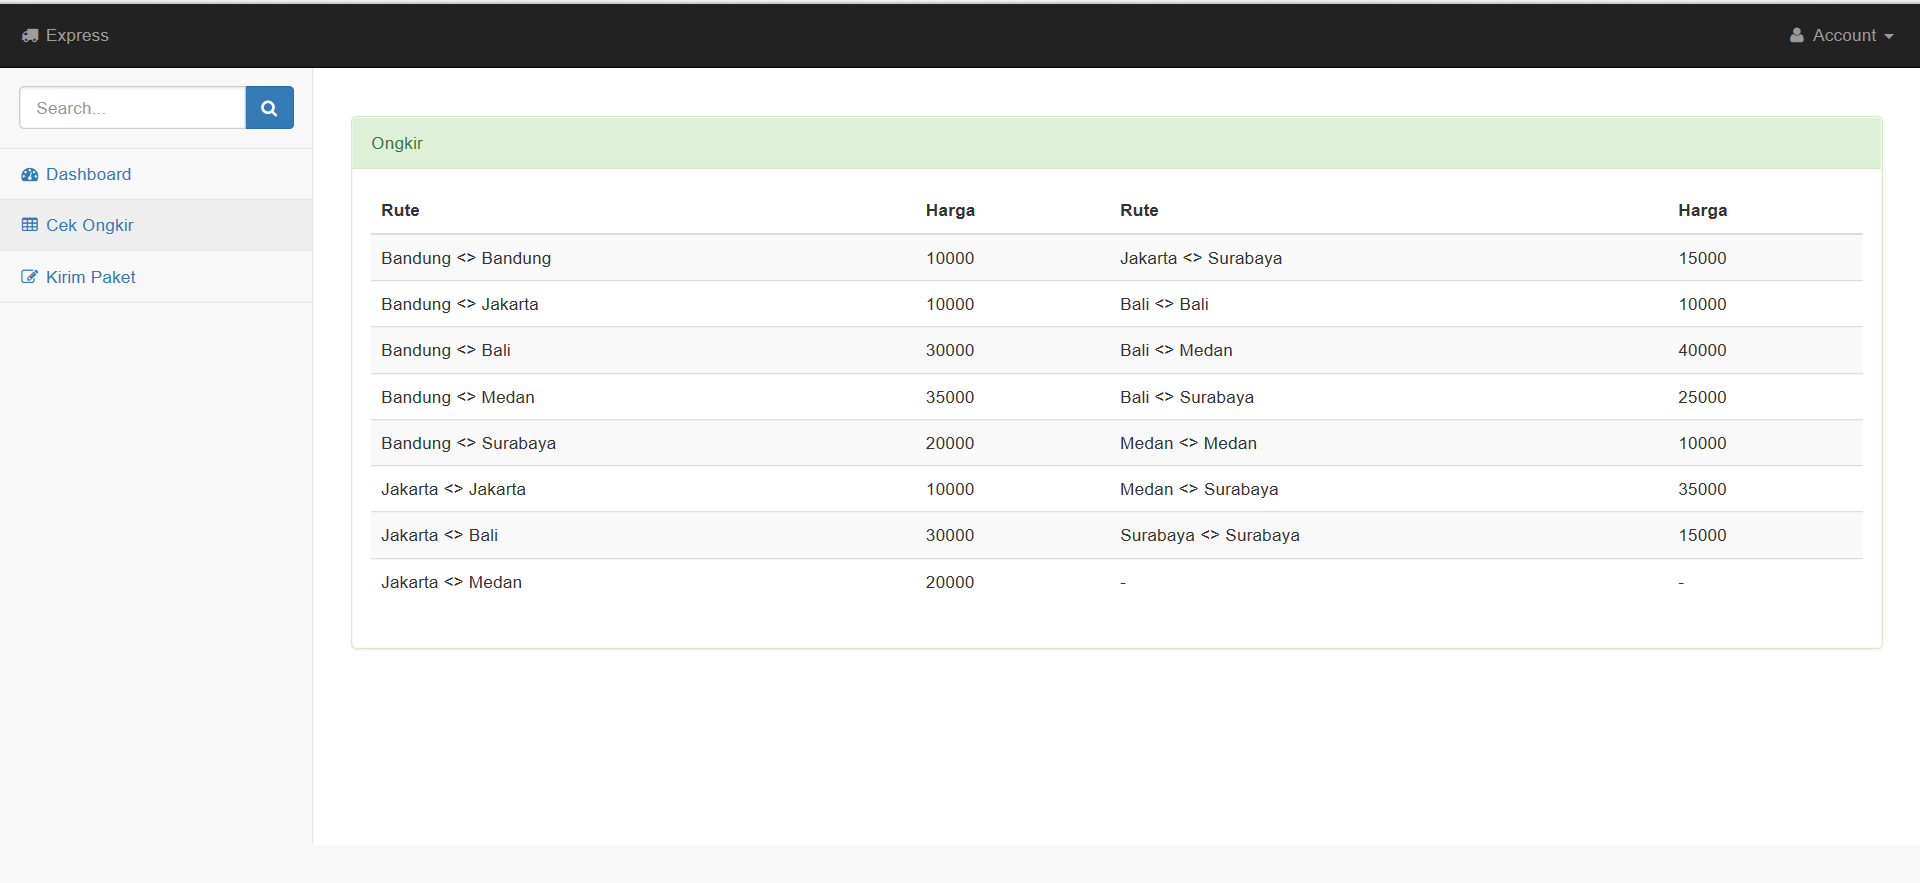 Express
Account
Search...
Dashboard
Cek Ongkir
Kirim Paket
Ongkir
Rute Harga Rute Harga
Bandung <> Bandung 10000 Jakarta <> Surabaya 15000
Bandung <> Jakarta 10000 Bali <> Bali 10000
Bandung <> Bali 30000 Bali <> Medan 40000
Bandung <> Medan 35000 Bali <> Surabaya 25000
Bandung <> Surabaya 20000 Medan <> Medan 10000
Jakarta <> Jakarta 10000 Medan <> Surabaya 35000
Jakarta <> Bali 30000 Surabaya <> Surabaya 15000
Jakarta <> Medan 20000 - -